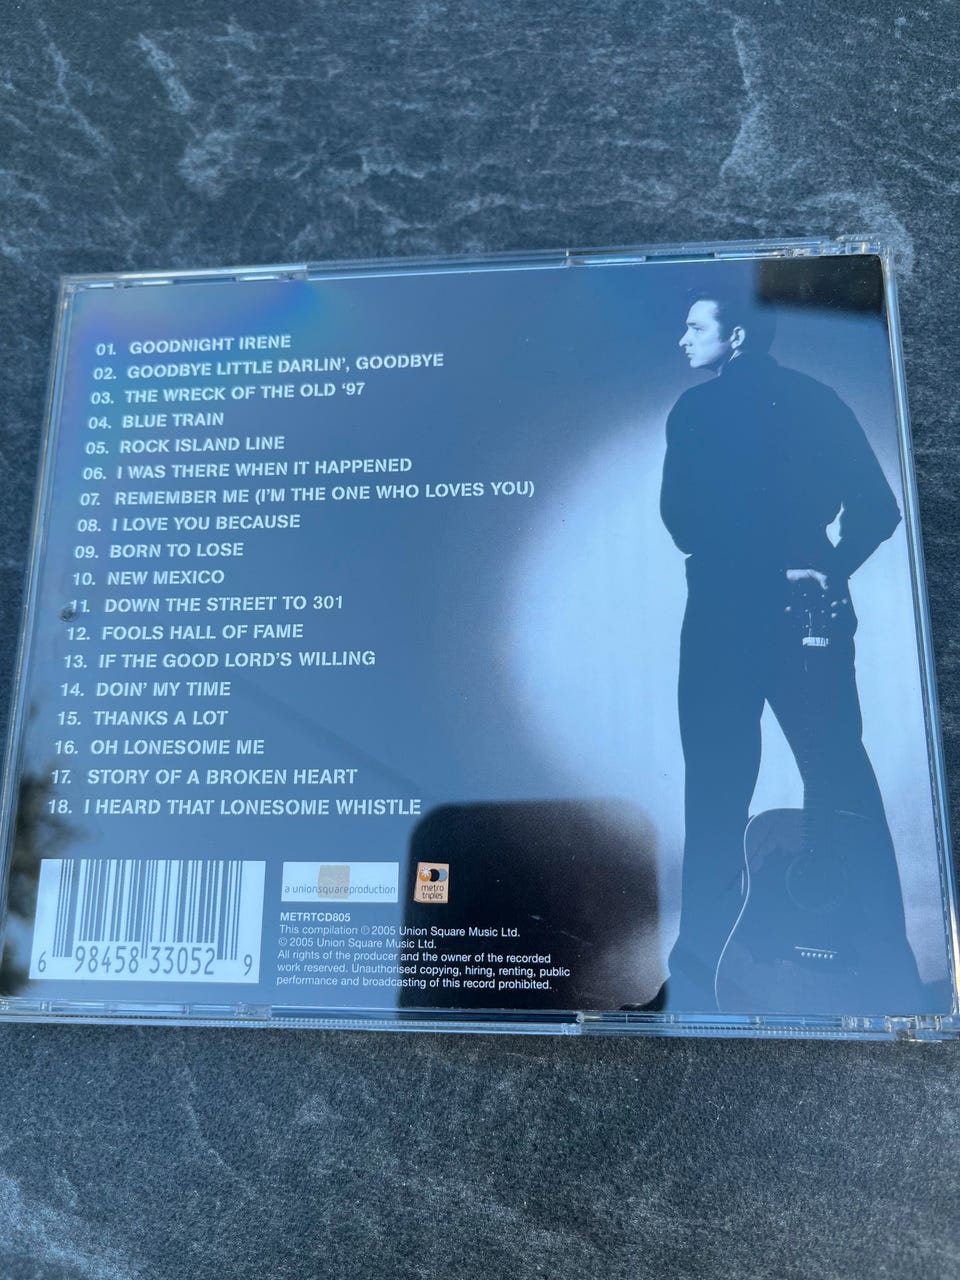 01. GOODNIGHT IRENE
02. GOODBYE LITTLE DARLIN', GOODBYE
03. THE WRECK OF THE OLD '97
04. BLUE TRAIN
05. ROCK ISLAND LINE
06. I WAS THERE WHEN IT HAPPENED
07. REMEMBER ME (I'M THE ONE WHO LOVES YOU)
08. I LOVE YOU BECAUSE
09. BORN TO LOSE
10. NEW MEXICO
11. DOWN THE STREET TO 301
12. FOOLS HALL OF FAME
13. IF THE GOOD LORD'S WILLING
14. DOIN' MY TIME
15. THANKS A LOT
16. OH LONESOME ME
17. STORY OF A BROKEN HEART
18. I HEARD THAT LONESOME WHISTLE
6 98458 33052 9
a unionsquareproduction
metro
triples
METRTCD805
This compilation ℗ 2005 Union Square Music Ltd.
© 2005 Union Square Music Ltd.
All rights of the producer and the owner of the recorded
work reserved. Unauthorised copying, hiring, renting, public
performance and broadcasting of this record prohibited.